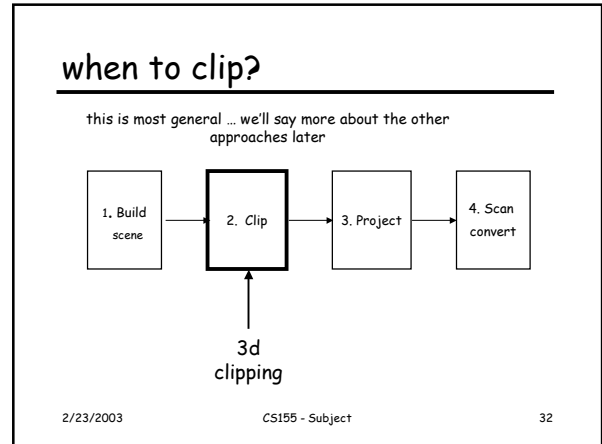 when to clip?
this is most general … we'll say more about the other
approaches later
1. Build
scene
2. Clip
3. Project
4. Scan
convert
3d
clipping
2/23/2003
CS155 - Subject
32